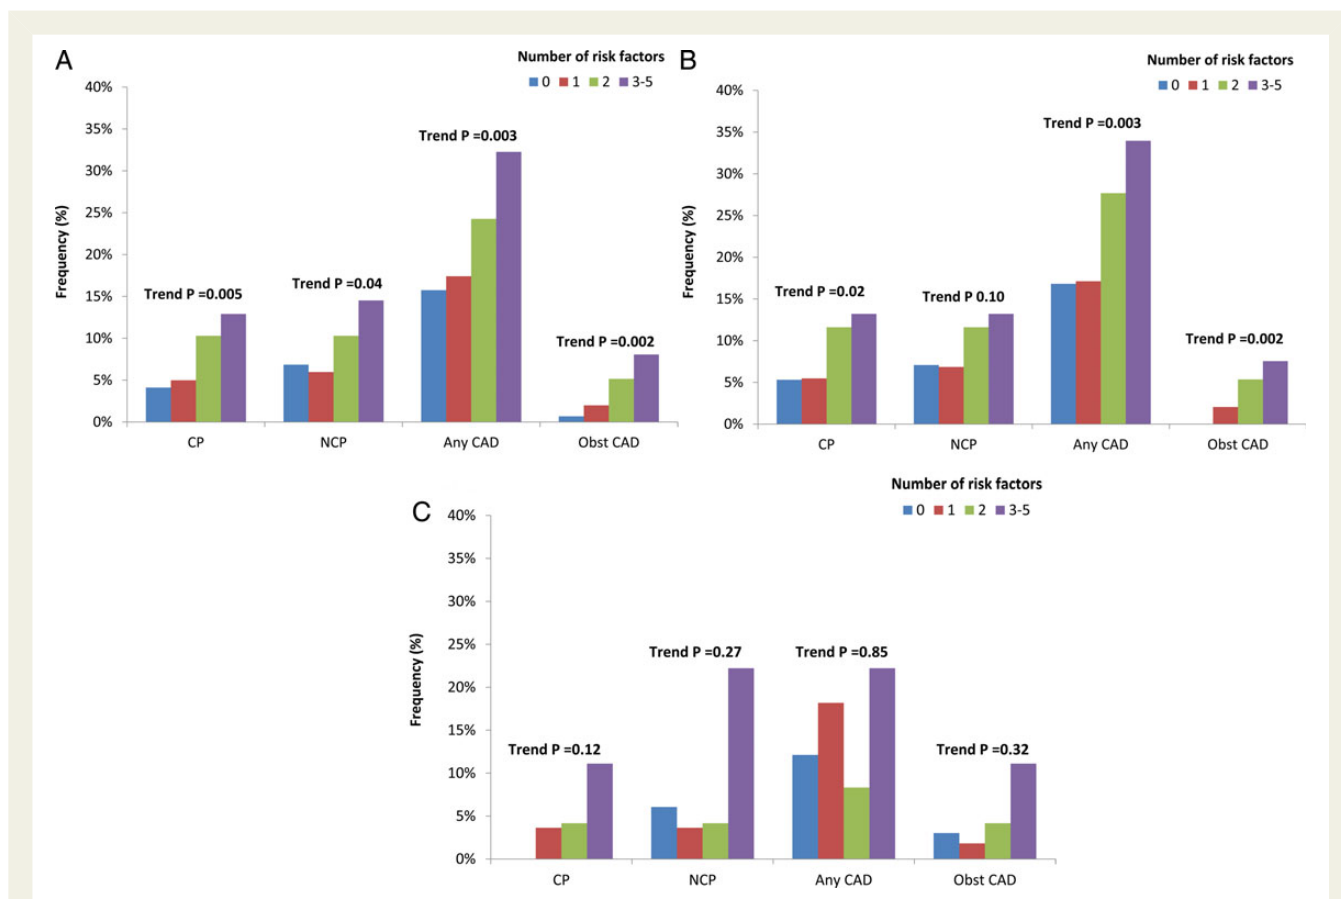 A
Number of risk factors
0 1 2 3-5
40%
35%
30%
25%
20%
15%
10%
5%
0%
Frequency (%)
Trend P =0.005
Trend P =0.04
Trend P =0.003
Trend P =0.002
CP NCP Any CAD Obst CAD
B
Number of risk factors
0 1 2 3-5
40%
35%
30%
25%
20%
15%
10%
5%
0%
Frequency (%)
Trend P =0.02
Trend P 0.10
Trend P =0.003
Trend P =0.002
CP NCP Any CAD Obst CAD
C
Number of risk factors
0 1 2 3-5
40%
35%
30%
25%
20%
15%
10%
5%
0%
Frequency (%)
Trend P =0.12
Trend P =0.27
Trend P =0.85
Trend P =0.32
CP NCP Any CAD Obst CAD